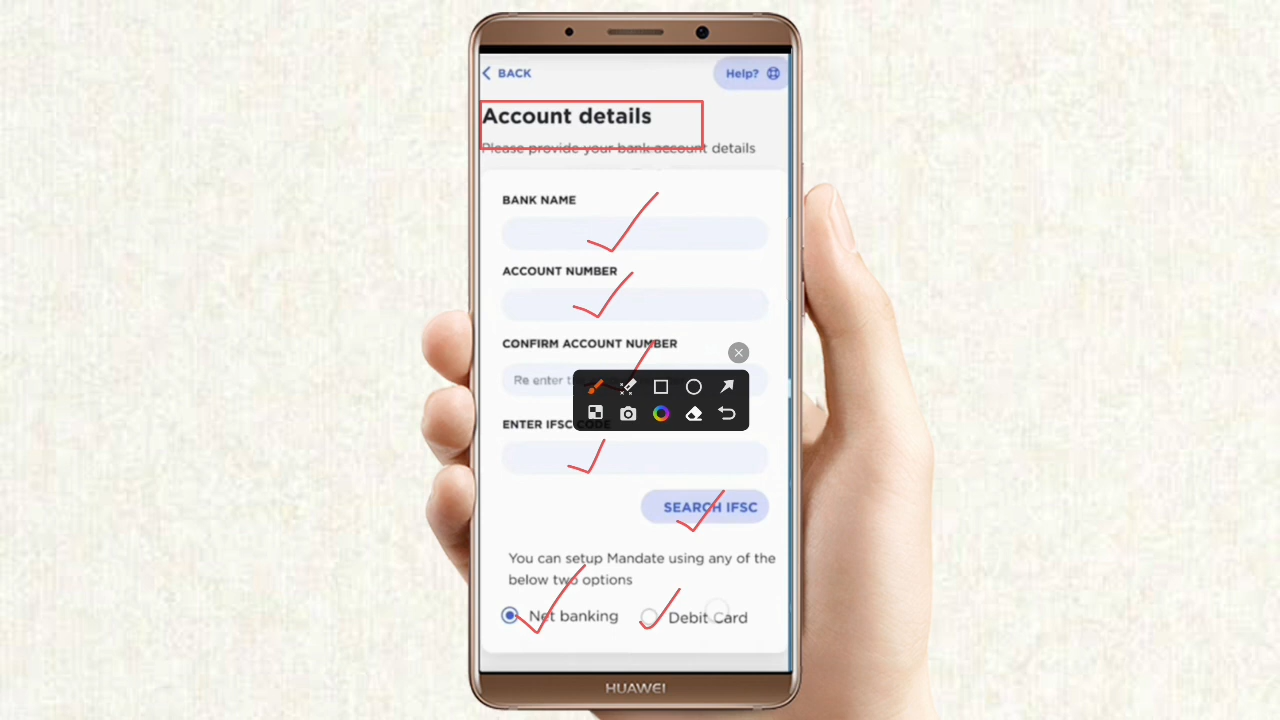 BACK
Help?
Account details
Please provide your bank account details
BANK NAME
ACCOUNT NUMBER
CONFIRM ACCOUNT NUMBER
Re enter
ENTER IFSC CODE
SEARCH IFSC
You can setup Mandate using any of the
below two options
Net banking
Debit Card
HUAWEI